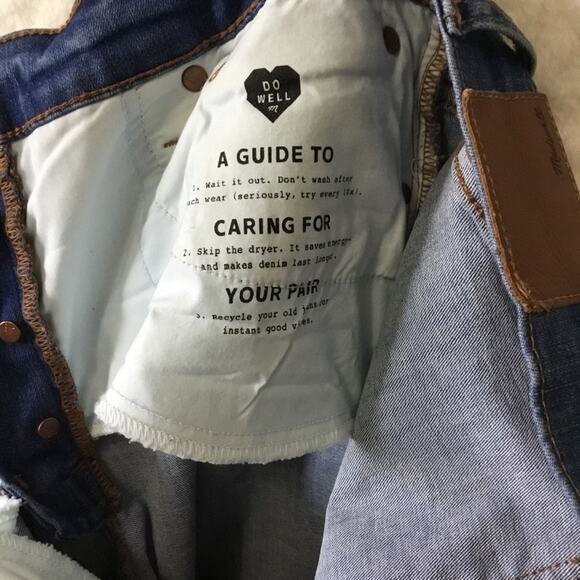 DO
WELL
m
A GUIDE TO
1. Wait it out. Don't wash after
each wear (seriously, try every 10x).
CARING FOR
2. Skip the dryer. It saves energy—
and makes denim last longer.
YOUR PAIR
3. Recycle your old jeans for
instant good vibes.
Madewell